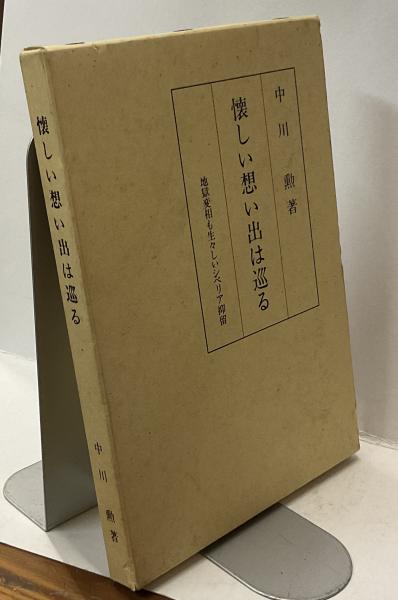 中川 勲 著
懐しい想い出は巡る
地獄変相も生々しいシベリア抑留
懐しい想い出は巡る
中川 勲 著